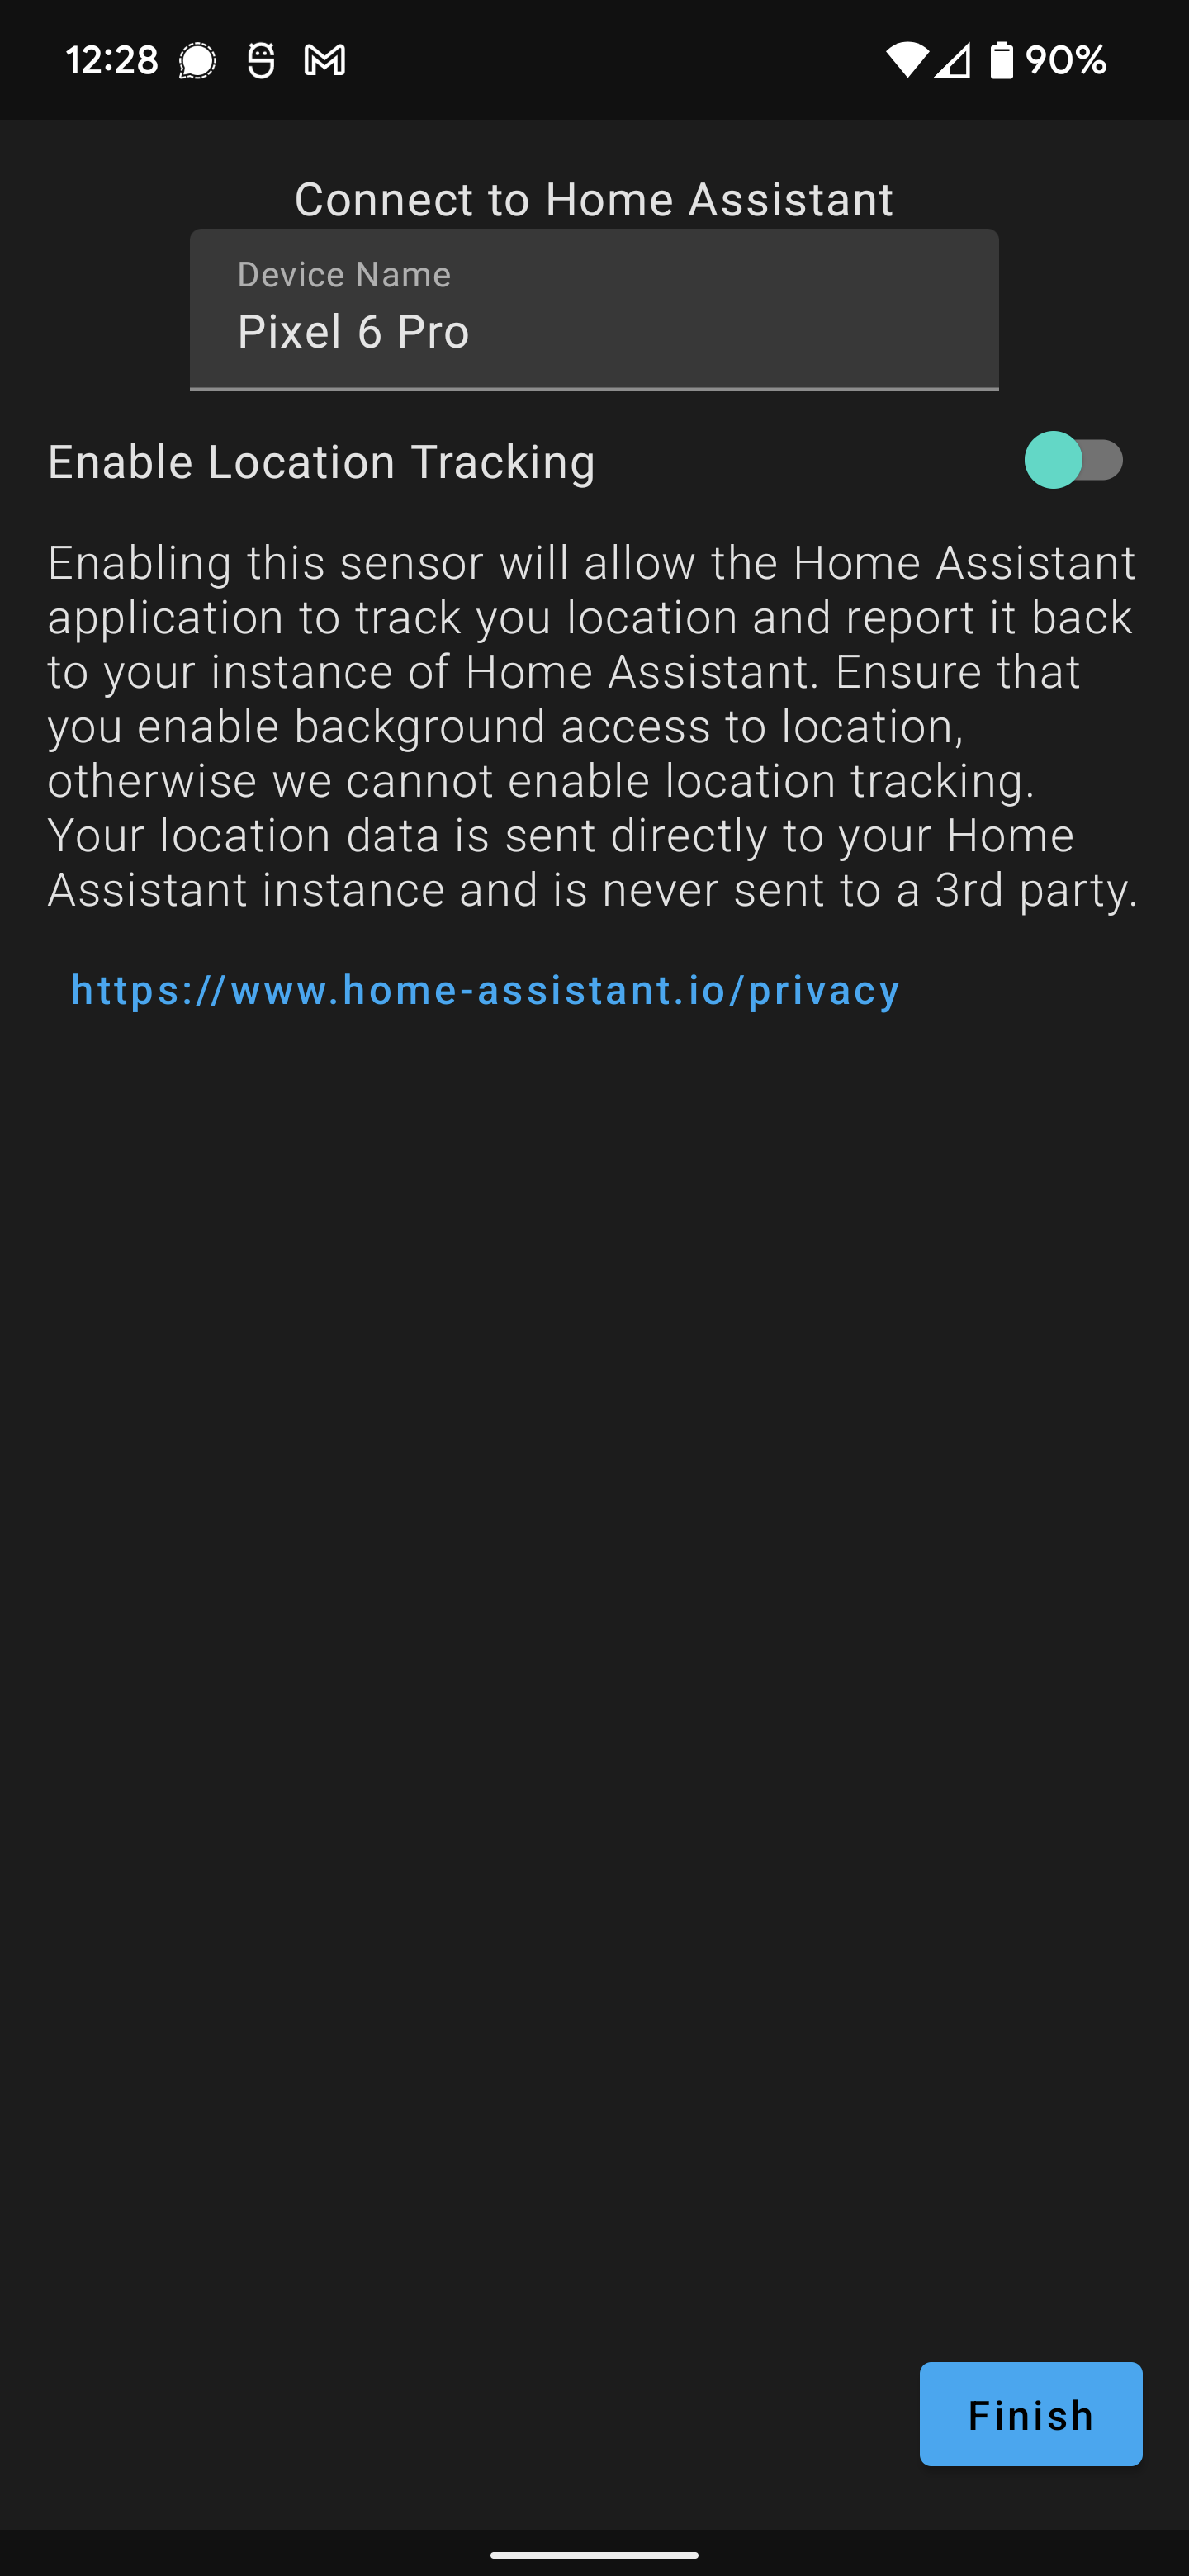 12:28
90%
Connect to Home Assistant
Device Name
Pixel 6 Pro
Enable Location Tracking
Enabling this sensor will allow the Home Assistant
application to track you location and report it back
to your instance of Home Assistant. Ensure that
you enable background access to location,
otherwise we cannot enable location tracking.
Your location data is sent directly to your Home
Assistant instance and is never sent to a 3rd party.
https://www.home-assistant.io/privacy
Finish